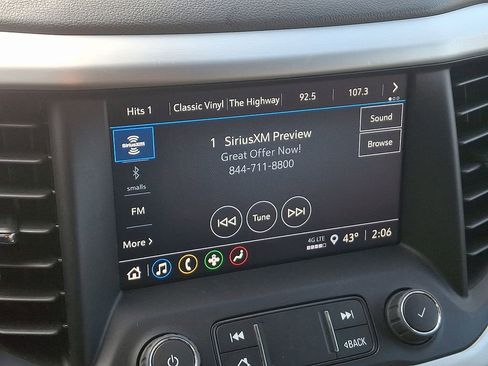 Hits 1 Classic Vinyl The Highway 92.5 107.3
SiriusXM
1 SiriusXM Preview
Great Offer Now!
844-711-8800
Sound
Browse
smalls
FM
Tune
More
4G LTE 43° 2:06
BACK